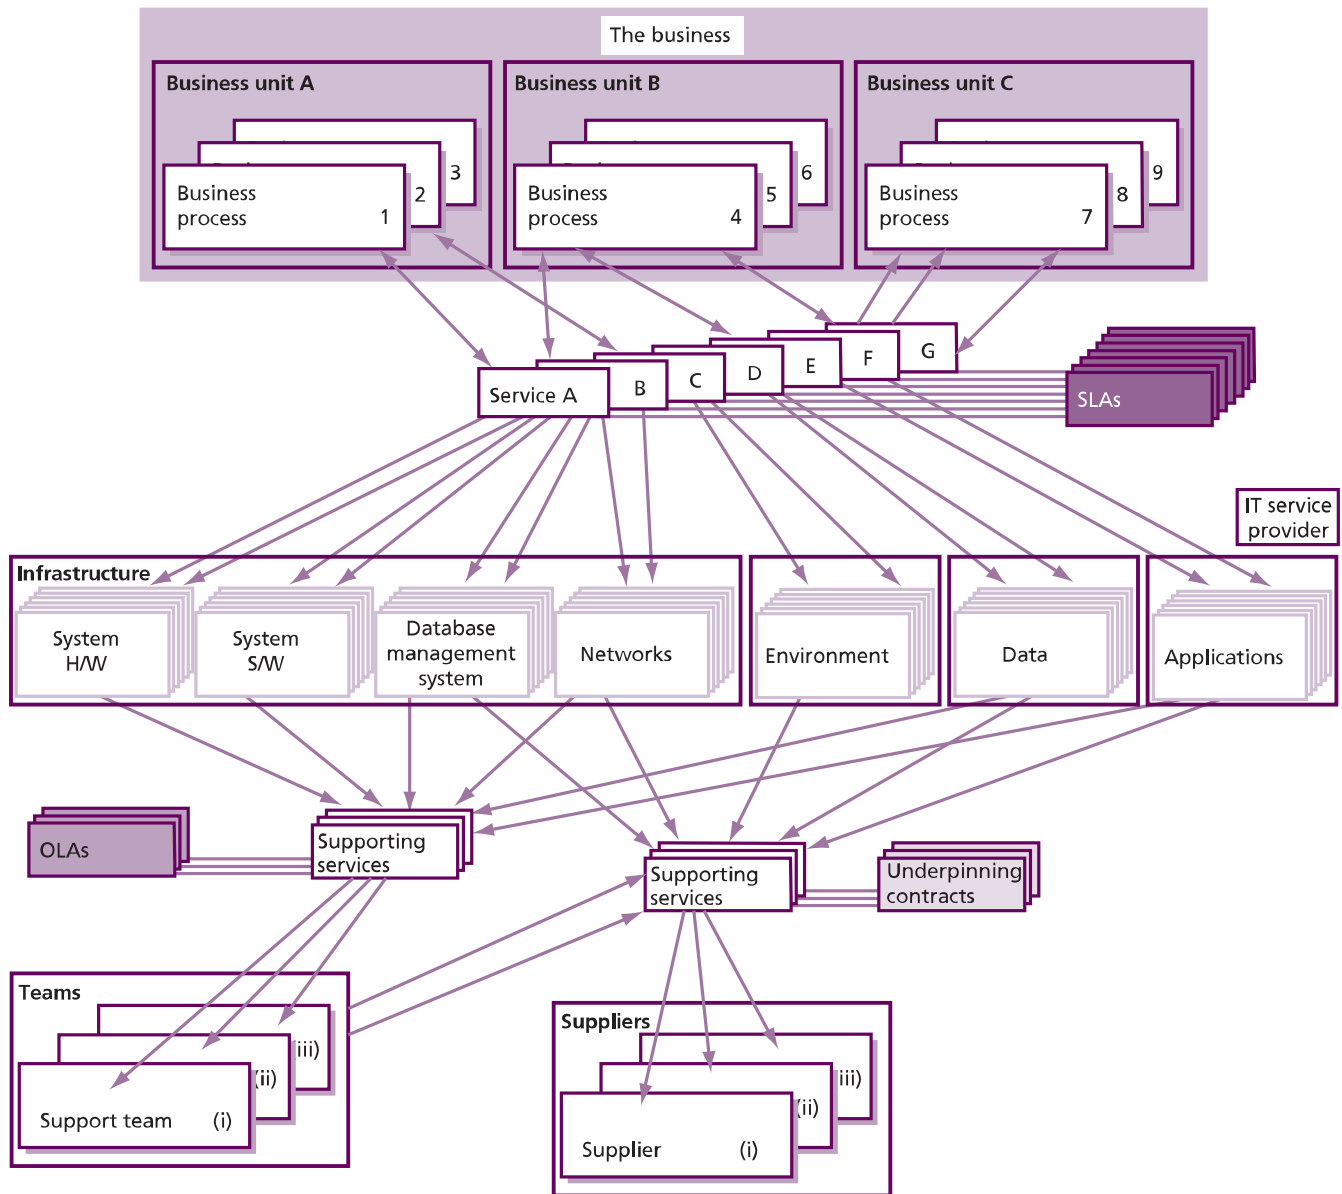 The business
Business unit A
Business unit B
Business unit C
3
6
9
2
5
8
Business
process 1
Business
process 4
Business
process 7
G
F
E
D
C
B
Service A
SLAs
IT service
provider
Infrastructure
System
H/W
System
S/W
Database
management
system
Networks
Environment
Data
Applications
OLAs
Supporting
services
Supporting
services
Underpinning
contracts
Teams
(iii)
(ii)
Support team (i)
Suppliers
(iii)
(ii)
Supplier (i)